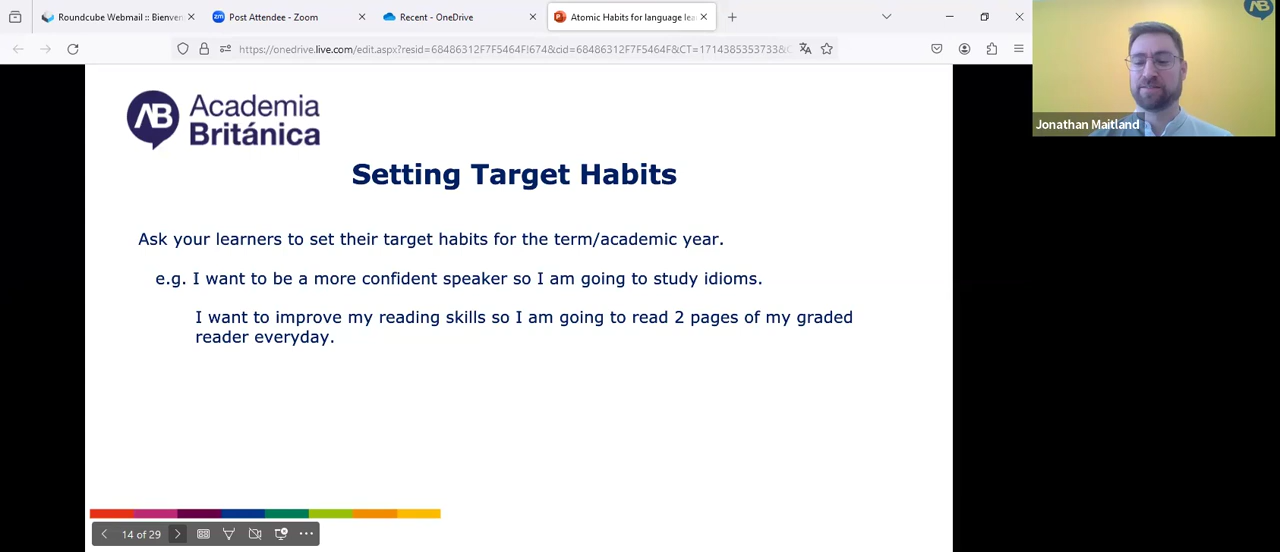 Roundcube Webmail :: Bienven
Post Attendee - Zoom
Recent - OneDrive
Atomic Habits for language lea
https://onedrive.live.com/edit.aspx?resid=68486312F7F5464F!674&cid=68486312F7F5464F&CT=1714385353733&
AB
Jonathan Maitland
AB Academia
Británica
Setting Target Habits
Ask your learners to set their target habits for the term/academic year.
e.g. I want to be a more confident speaker so I am going to study idioms.
I want to improve my reading skills so I am going to read 2 pages of my graded
reader everyday.
14 of 29